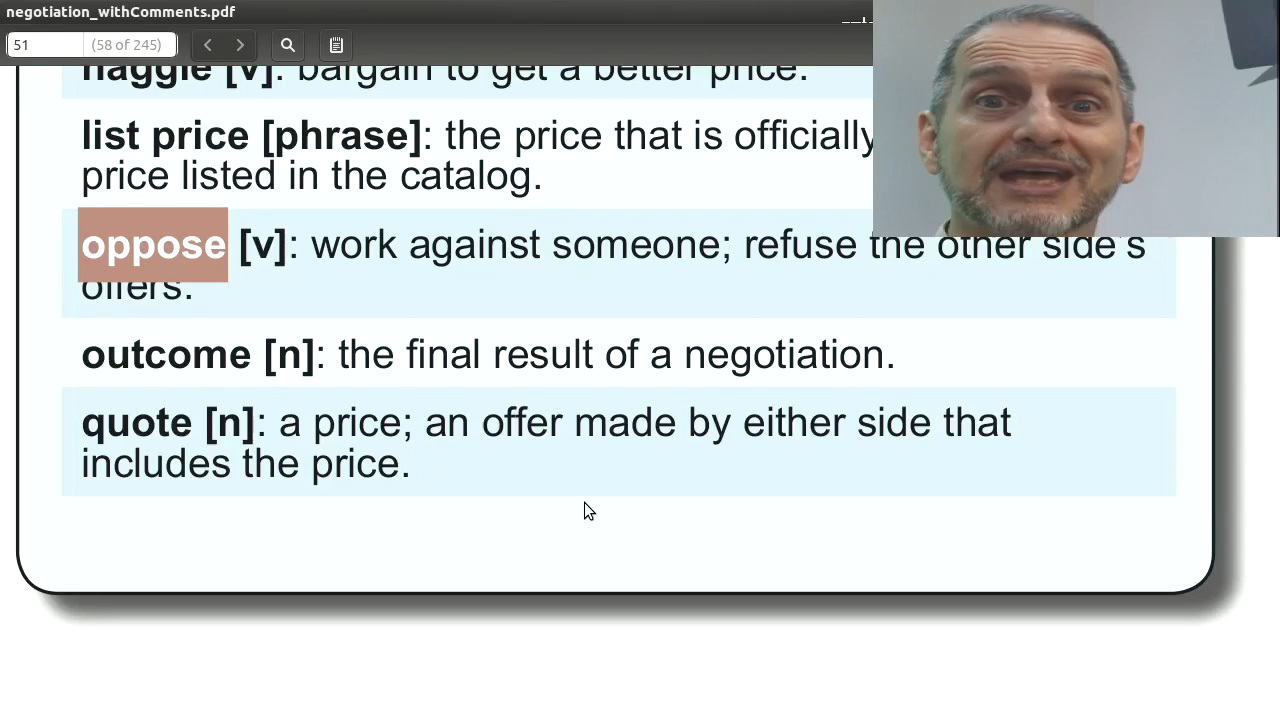 negotiation_withComments.pdf
51 (58 of 245)
haggle [v]: bargain to get a better price.
list price [phrase]: the price that is officially
price listed in the catalog.
oppose [v]: work against someone; refuse the other side's
offers.
outcome [n]: the final result of a negotiation.
quote [n]: a price; an offer made by either side that
includes the price.